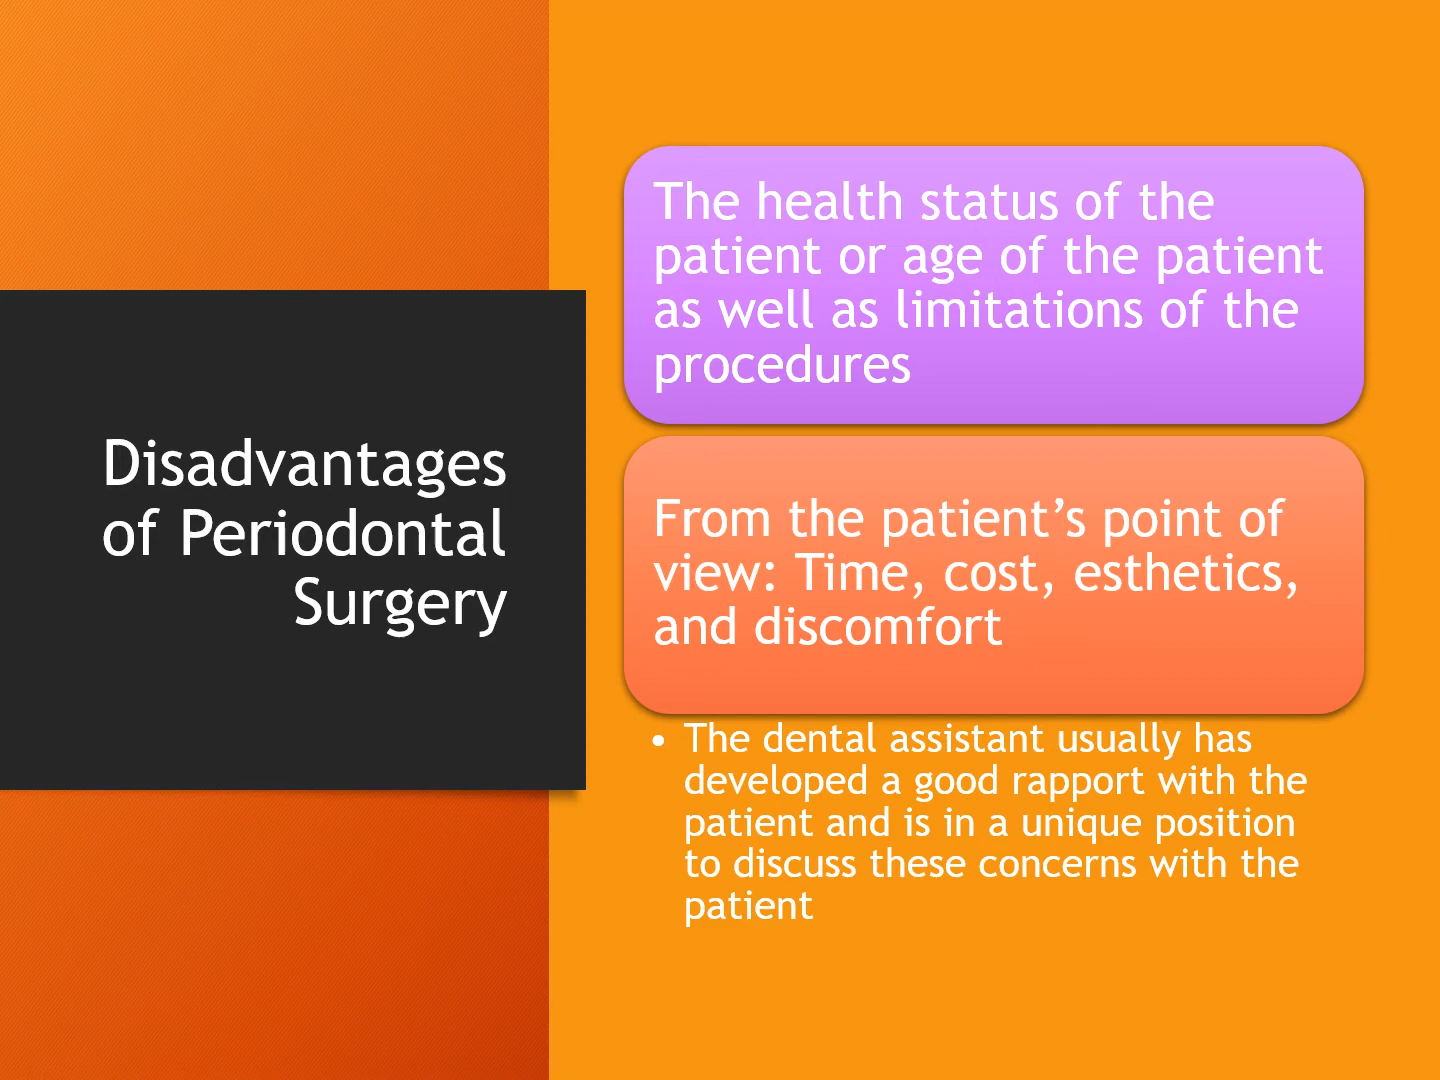 Disadvantages
of Periodontal
Surgery
The health status of the
patient or age of the patient
as well as limitations of the
procedures
From the patient’s point of
view: Time, cost, esthetics,
and discomfort
• The dental assistant usually has
developed a good rapport with the
patient and is in a unique position
to discuss these concerns with the
patient